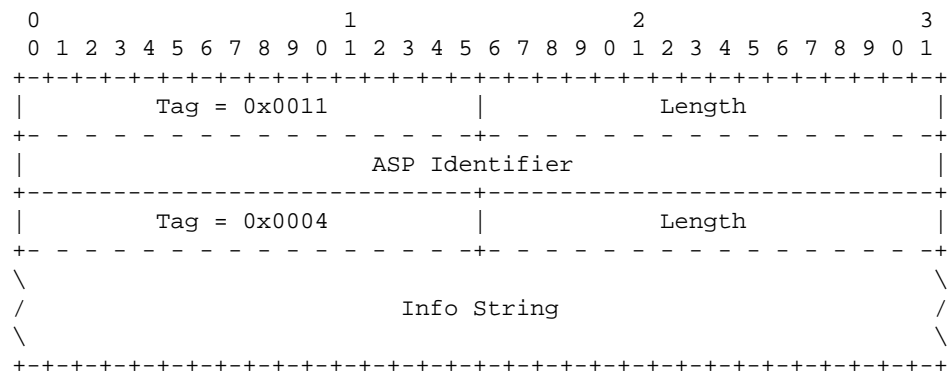 0                   1                   2                   3
 0 1 2 3 4 5 6 7 8 9 0 1 2 3 4 5 6 7 8 9 0 1 2 3 4 5 6 7 8 9 0 1
+-+-+-+-+-+-+-+-+-+-+-+-+-+-+-+-+-+-+-+-+-+-+-+-+-+-+-+-+-+-+-+-+
|         Tag = 0x0011          |            Length             |
+- - - - - - - - - - - - - - - -+- - - - - - - - - - - - - - - -+
|                        ASP Identifier                         |
+-------------------------------+-------------------------------+
|         Tag = 0x0004          |            Length             |
+- - - - - - - - - - - - - - - -+- - - - - - - - - - - - - - - -+
\                                                               \
/                          Info String                          /
\                                                               \
+-+-+-+-+-+-+-+-+-+-+-+-+-+-+-+-+-+-+-+-+-+-+-+-+-+-+-+-+-+-+-+-+